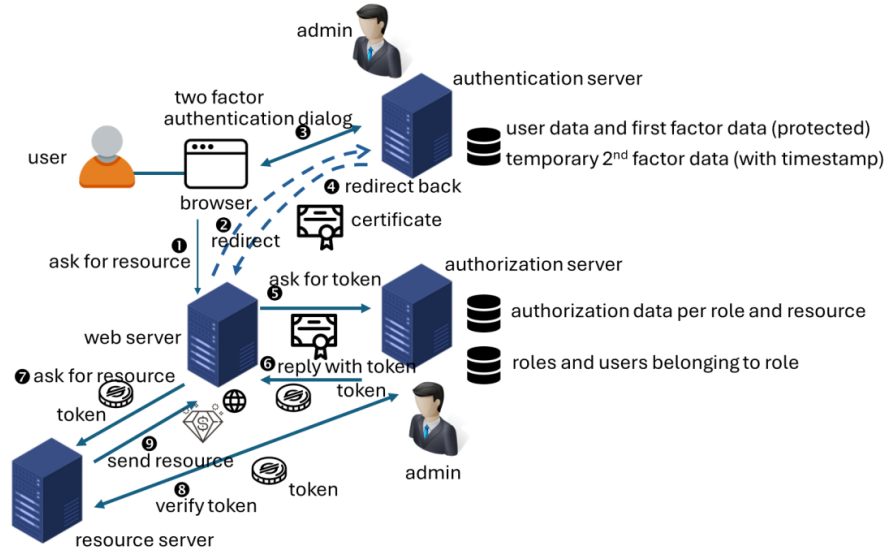 admin
authentication server
two factor
authentication dialog
❸
user data and first factor data (protected)
temporary 2nd factor data (with timestamp)
user
browser
❹ redirect back
❷
redirect
certificate
❶
ask for resource
ask for token
❺
authorization server
web server
authorization data per role and resource
❻ reply with token
token
roles and users belonging to role
❼ ask for resource
token
❾
send resource
$
admin
❽
verify token
token
resource server